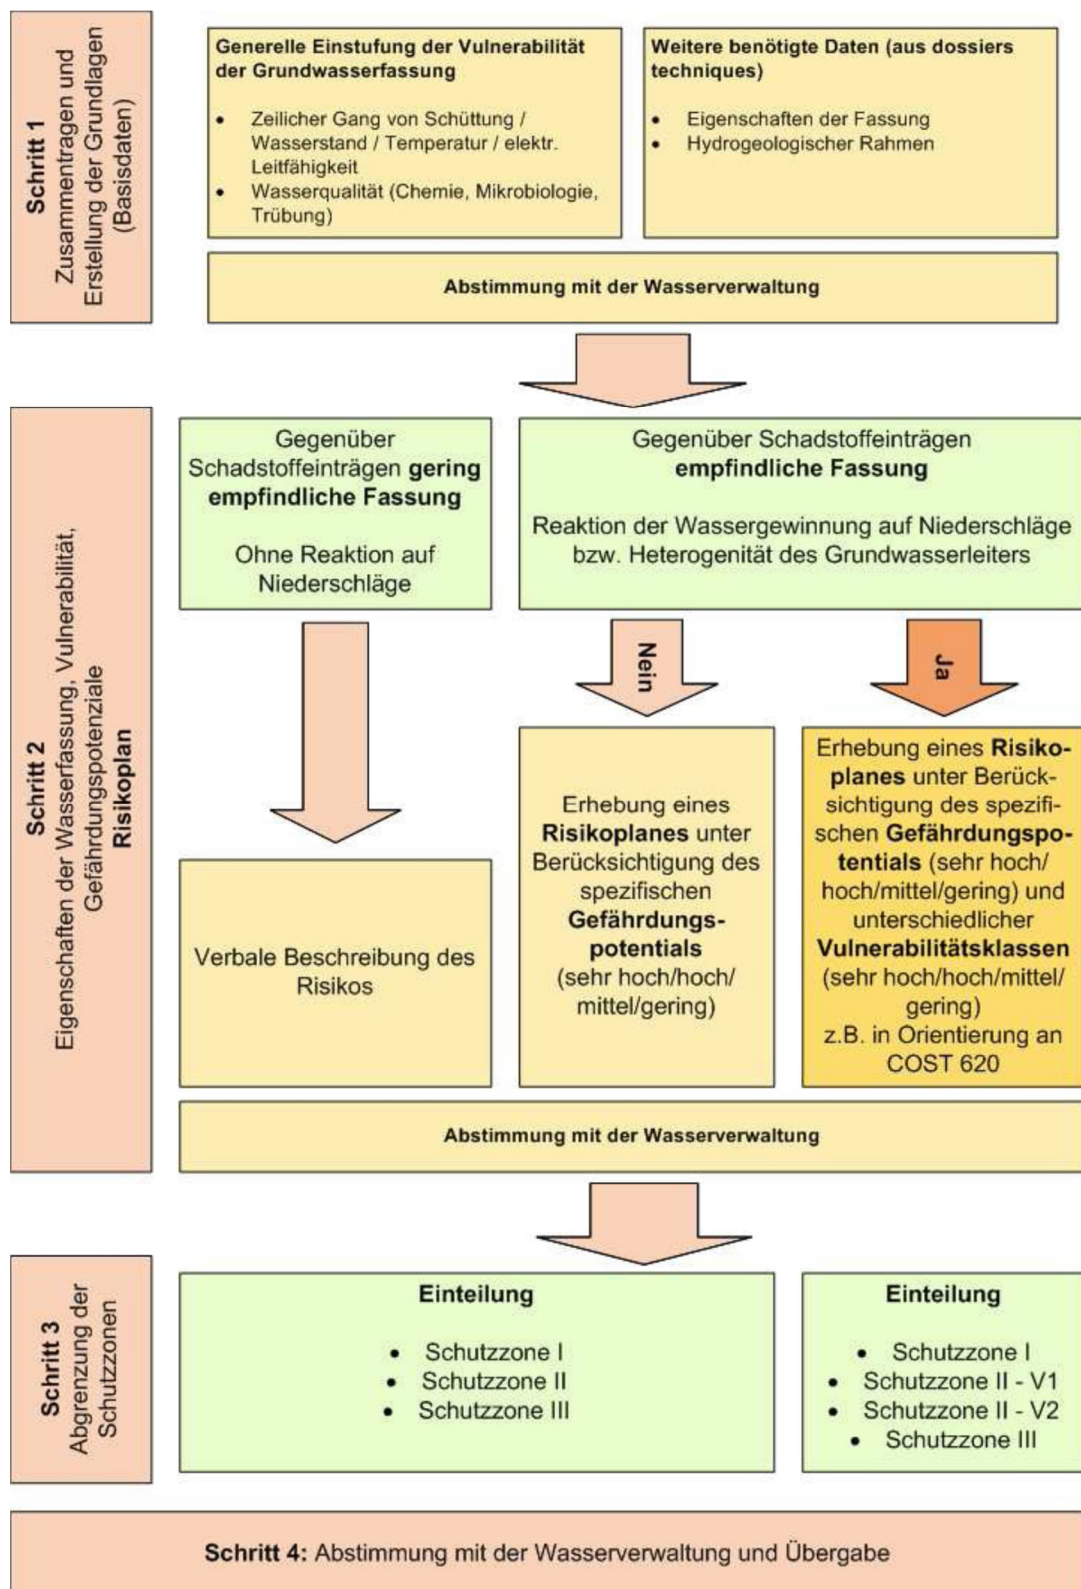 Schritt 1
Zusammentragen und
Erstellung der Grundlagen
(Basisdaten)
Generelle Einstufung der Vulnerabilität
der Grundwasserfassung
• Zeilicher Gang von Schüttung /
Wasserstand / Temperatur / elektr.
Leitfähigkeit
• Wasserqualität (Chemie, Mikrobiologie,
Trübung)
Weitere benötigte Daten (aus dossiers
techniques)
• Eigenschaften der Fassung
• Hydrogeologischer Rahmen
Abstimmung mit der Wasserverwaltung
Schritt 2
Eigenschaften der Wasserfassung, Vulnerabilität,
Gefährdungspotenziale
Risikoplan
Gegenüber
Schadstoffeinträgen gering
empfindliche Fassung
Ohne Reaktion auf
Niederschläge
Gegenüber Schadstoffeinträgen
empfindliche Fassung
Reaktion der Wassergewinnung auf Niederschläge
bzw. Heterogenität des Grundwasserleiters
Nein
Ja
Verbale Beschreibung des
Risikos
Erhebung eines
Risikoplanes unter
Berücksichtigung des
spezifischen
Gefährdungs-
potentials
(sehr hoch/hoch/
mittel/gering)
Erhebung eines Risiko-
planes unter Berück-
sichtigung des spezifi-
schen Gefährdungspo-
tentials (sehr hoch/
hoch/mittel/gering) und
unterschiedlicher
Vulnerabilitätsklassen
(sehr hoch/hoch/mittel/
gering)
z.B. in Orientierung an
COST 620
Abstimmung mit der Wasserverwaltung
Schritt 3
Abgrenzung der
Schutzzonen
Einteilung
• Schutzzone I
• Schutzzone II
• Schutzzone III
Einteilung
• Schutzzone I
• Schutzzone II - V1
• Schutzzone II - V2
• Schutzzone III
Schritt 4: Abstimmung mit der Wasserverwaltung und Übergabe